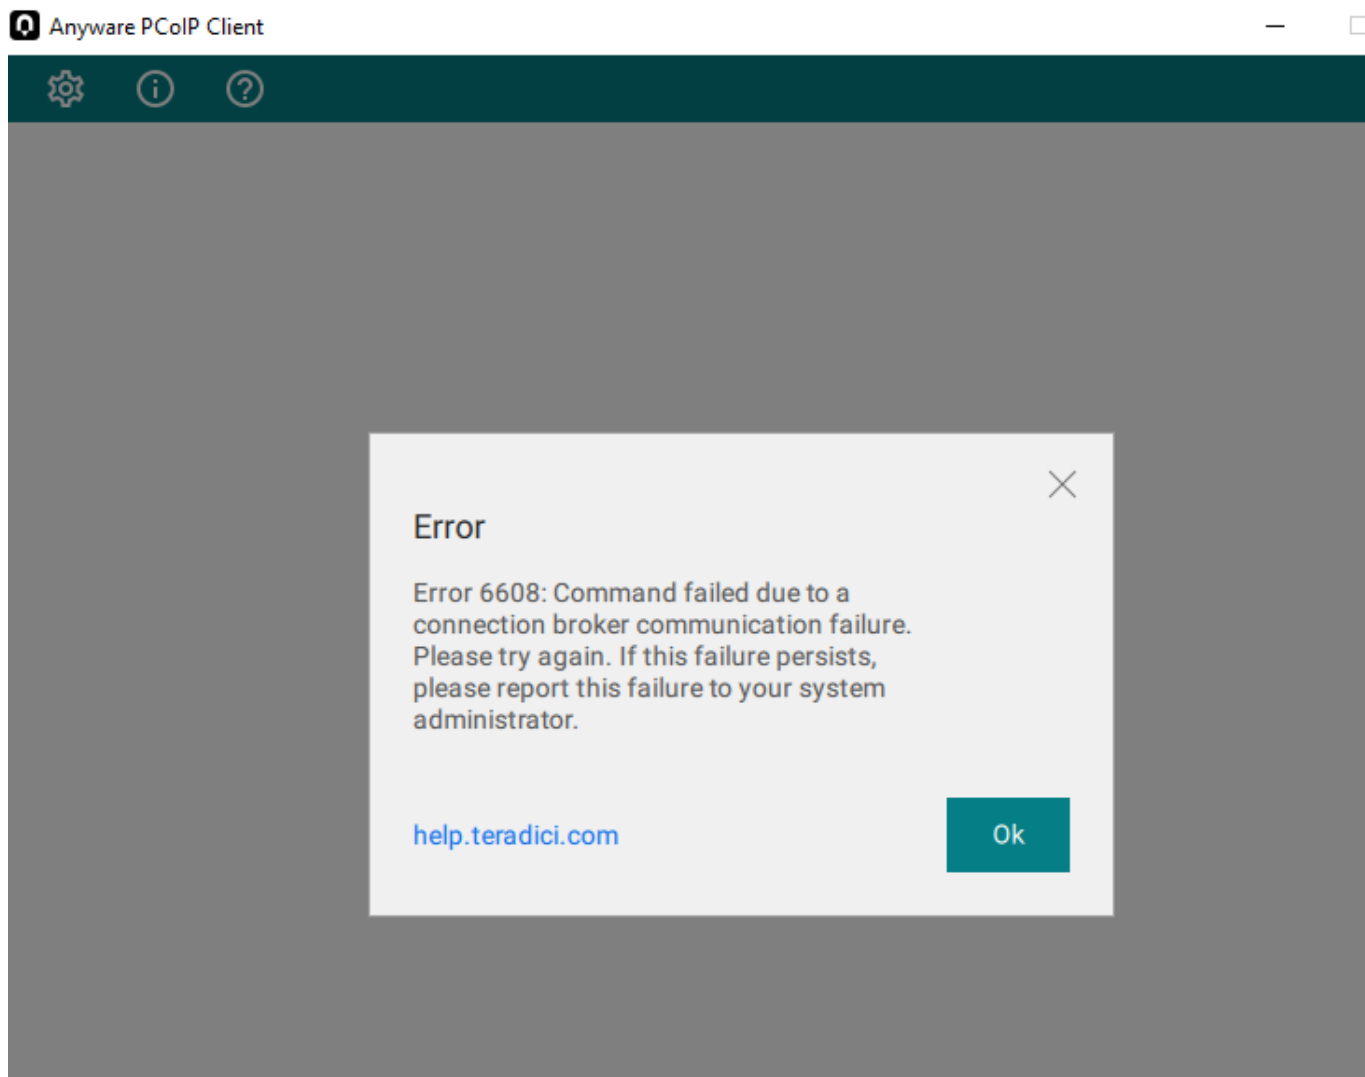 Anyware PCoIP Client
Error
Error 6608: Command failed due to a
connection broker communication failure.
Please try again. If this failure persists,
please report this failure to your system
administrator.
help.teradici.com
Ok